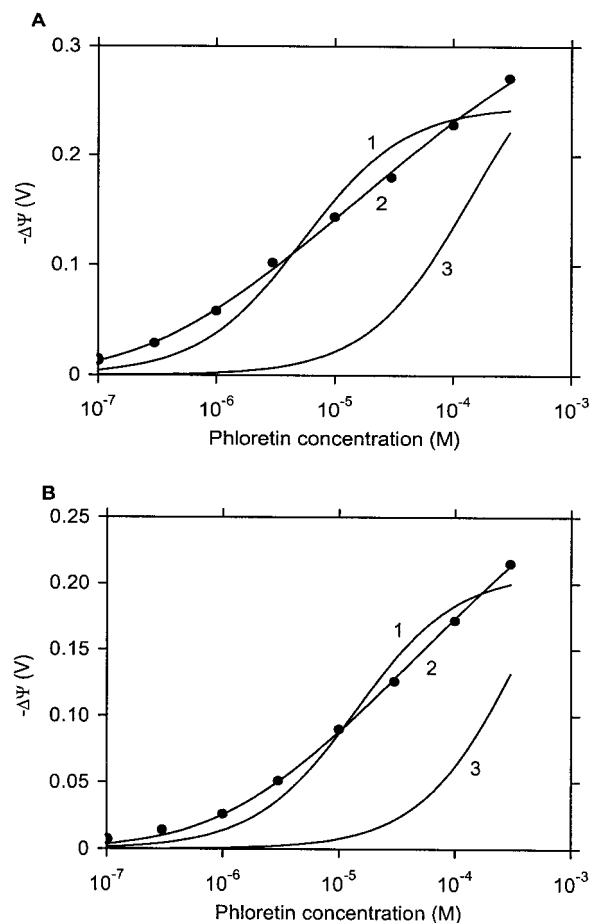 A
0.3
0.2
0.1
0
-ΔΨ (V)
1
2
3
10⁻⁷ 10⁻⁶ 10⁻⁵ 10⁻⁴ 10⁻³
Phloretin concentration (M)
B
0.25
0.20
0.15
0.10
0.05
0
-ΔΨ (V)
1
2
3
10⁻⁷ 10⁻⁶ 10⁻⁵ 10⁻⁴ 10⁻³
Phloretin concentration (M)